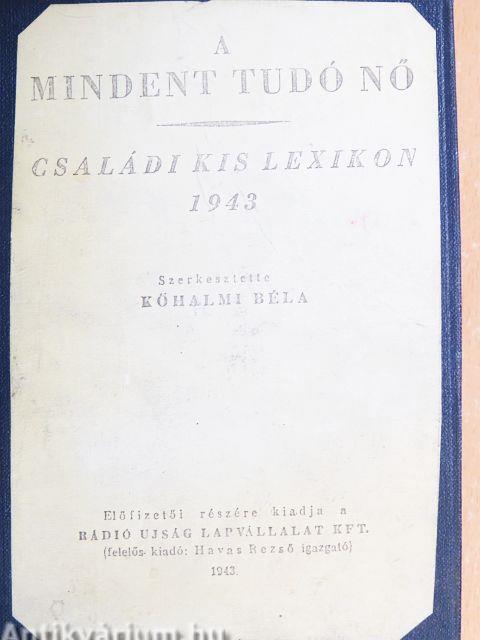 A
MINDENT TUDÓ NŐ
CSALÁDI KIS LEXIKON
1943
Szerkesztette
KŐHALMI BÉLA
Előfizetői részére kiadja a
RÁDIÓ UJSÁG LAPVÁLLALAT KFT.
(felelős kiadó: Havas Rezső igazgató)
1943.
Antikvárium.hu